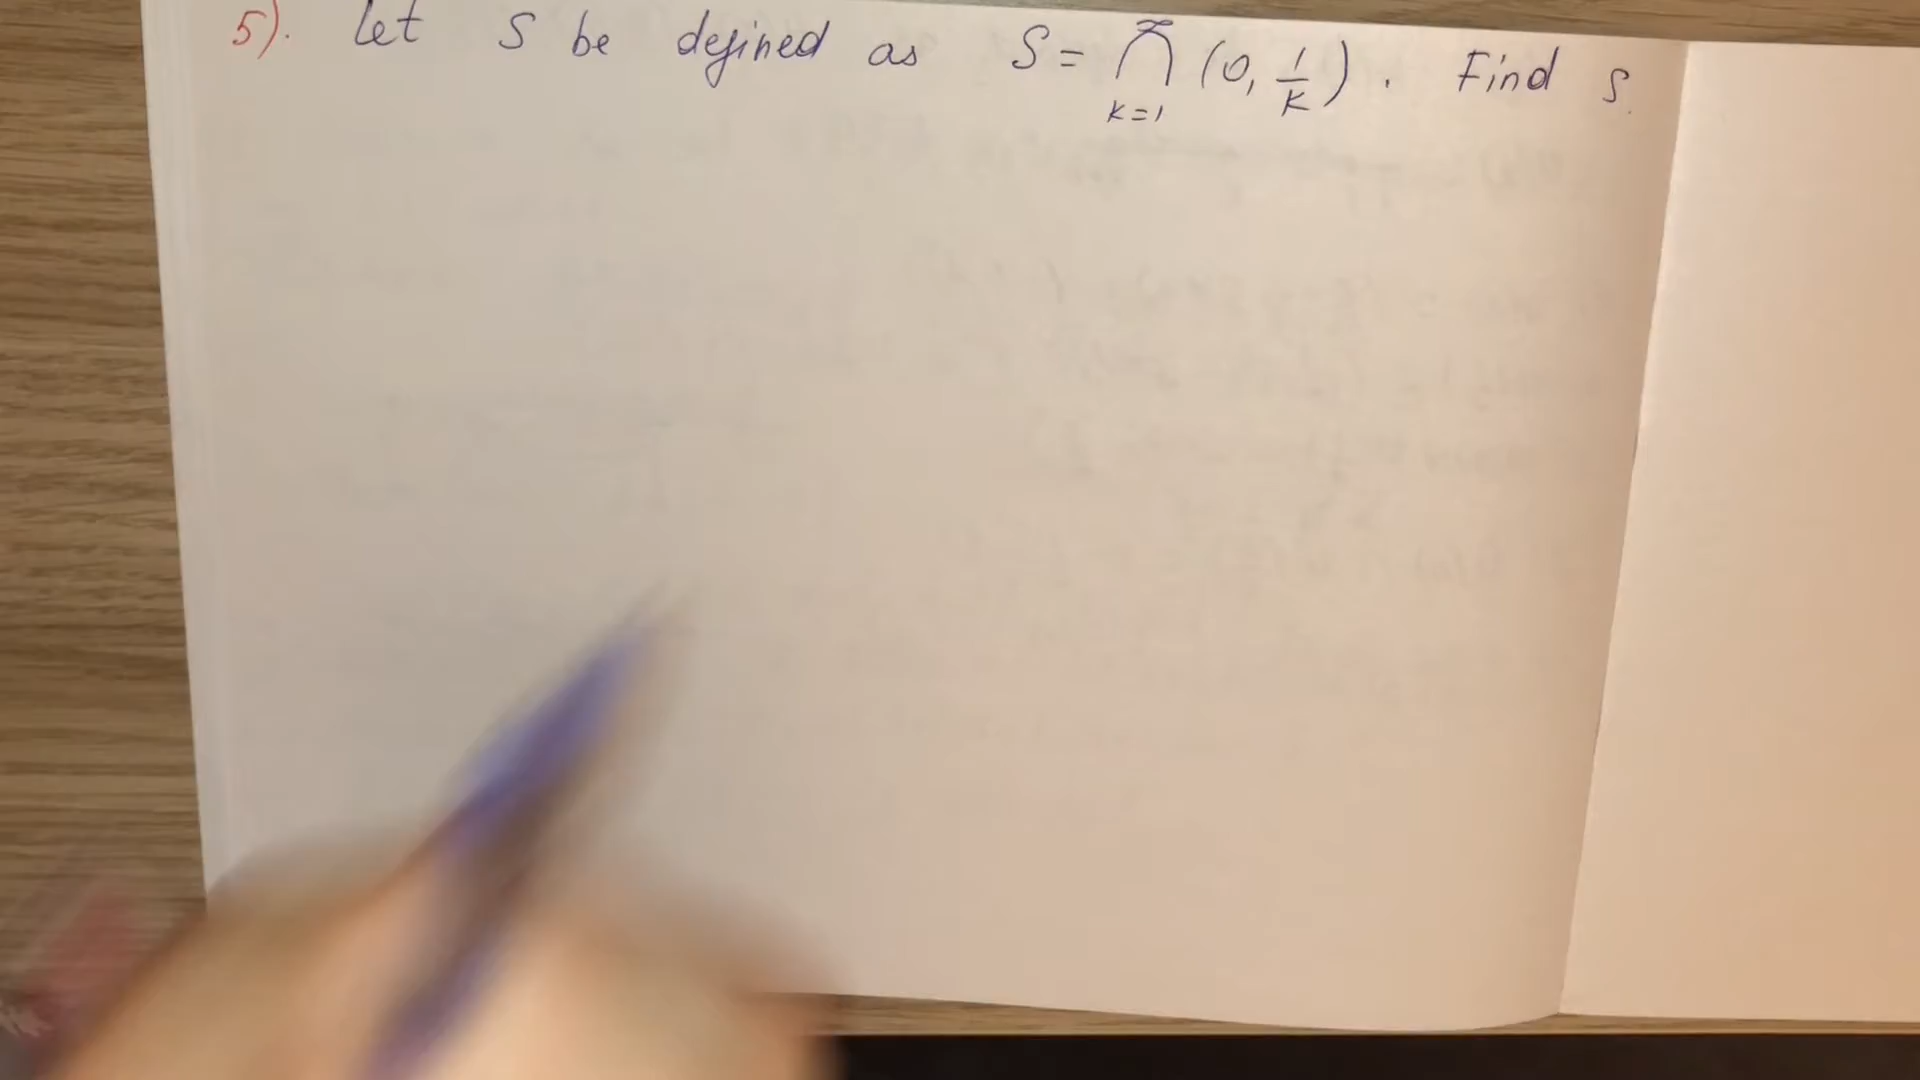 5). Let S be defined as S = ⋂_{k=1}^{∞} (0, 1/k). Find S.